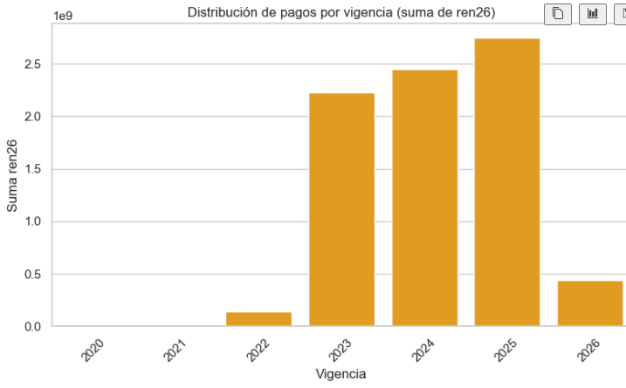 Distribución de pagos por vigencia (suma de ren26)
1e9
2.5
2.0
1.5
1.0
0.5
0.0
Suma ren26
2020 2021 2022 2023 2024 2025 2026
Vigencia